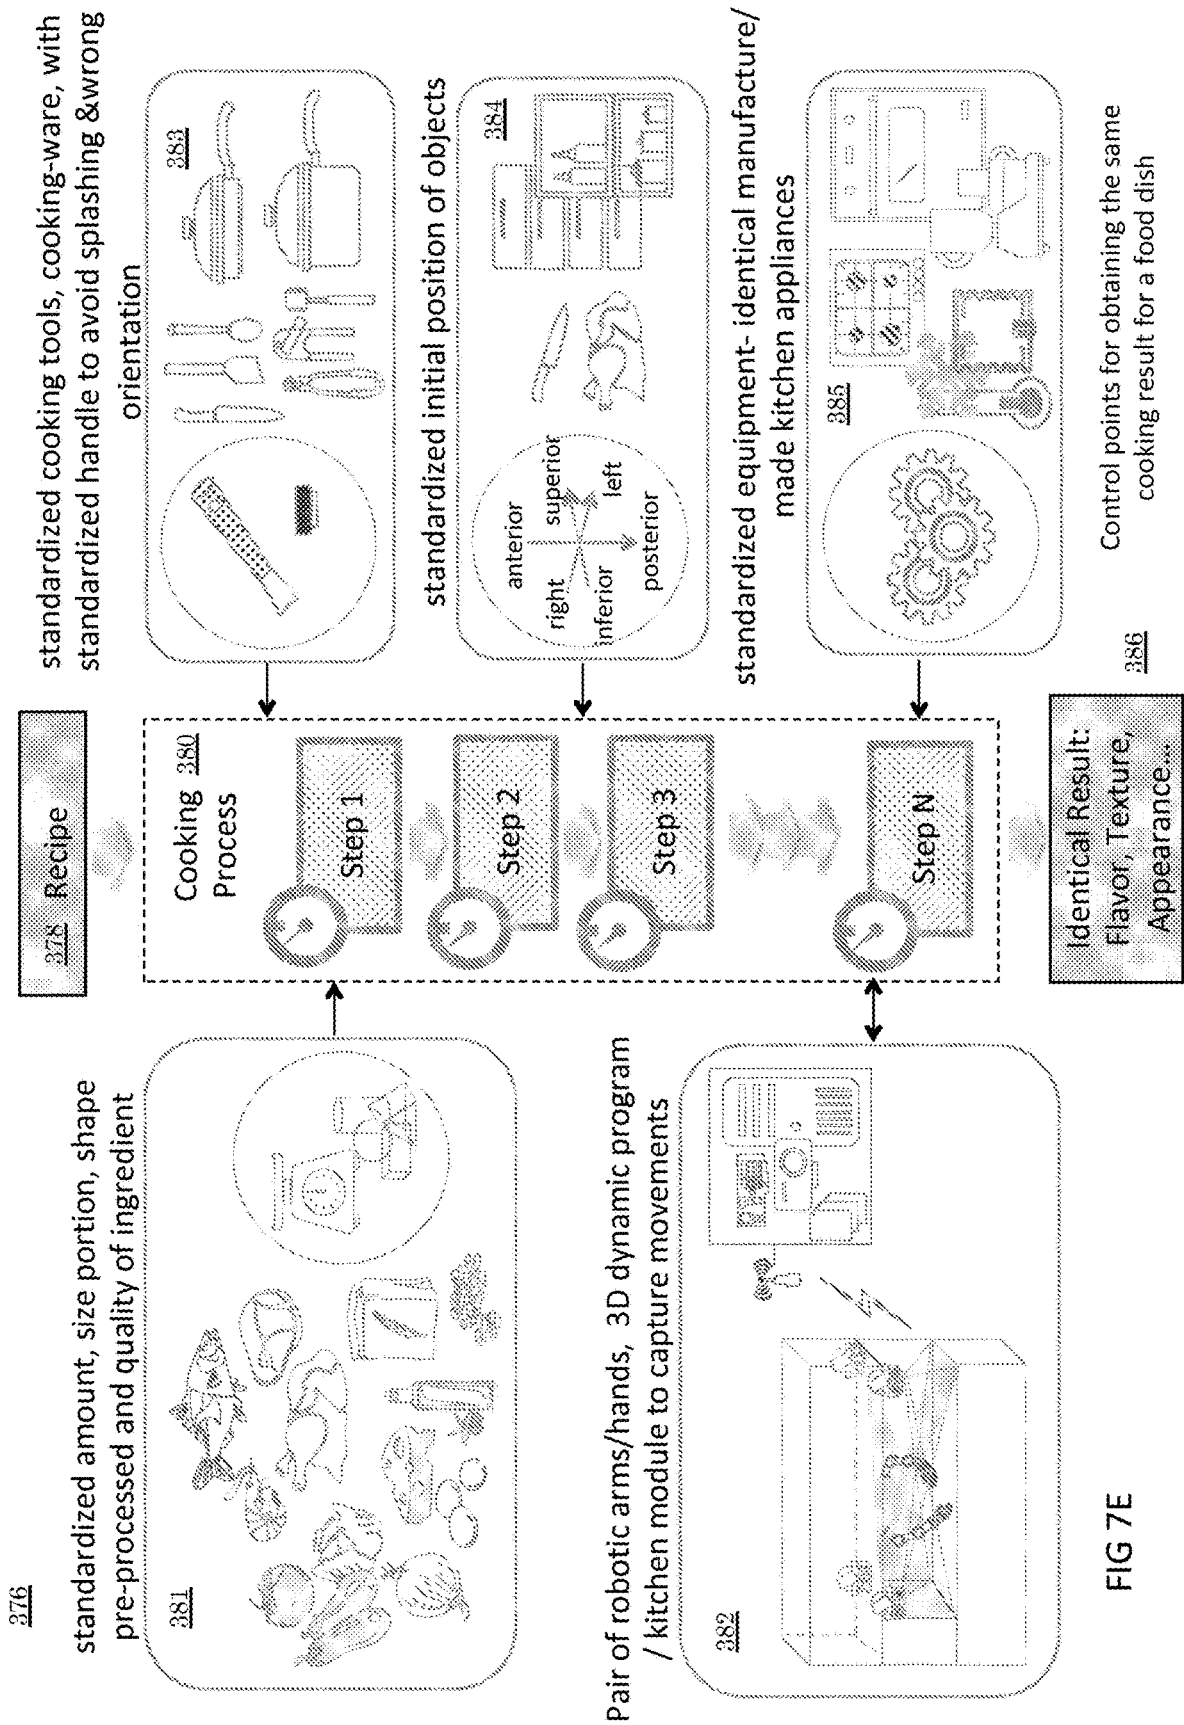 376
standardized amount, size portion, shape
pre-processed and quality of ingredient
381
Pair of robotic arms/hands, 3D dynamic program
/ kitchen module to capture movements
382
378 Recipe
Cooking 380
Process
Step 1
Step 2
Step 3
Step N
Identical Result:
Flavor, Texture,
Appearance...
standardized cooking tools, cooking-ware, with
standardized handle to avoid splashing &wrong
orientation
383
standardized initial position of objects
384
anterior
superior
right
left
inferior
posterior
standardized equipment- identical manufacture/
made kitchen appliances
385
386
Control points for obtaining the same
cooking result for a food dish
FIG 7E